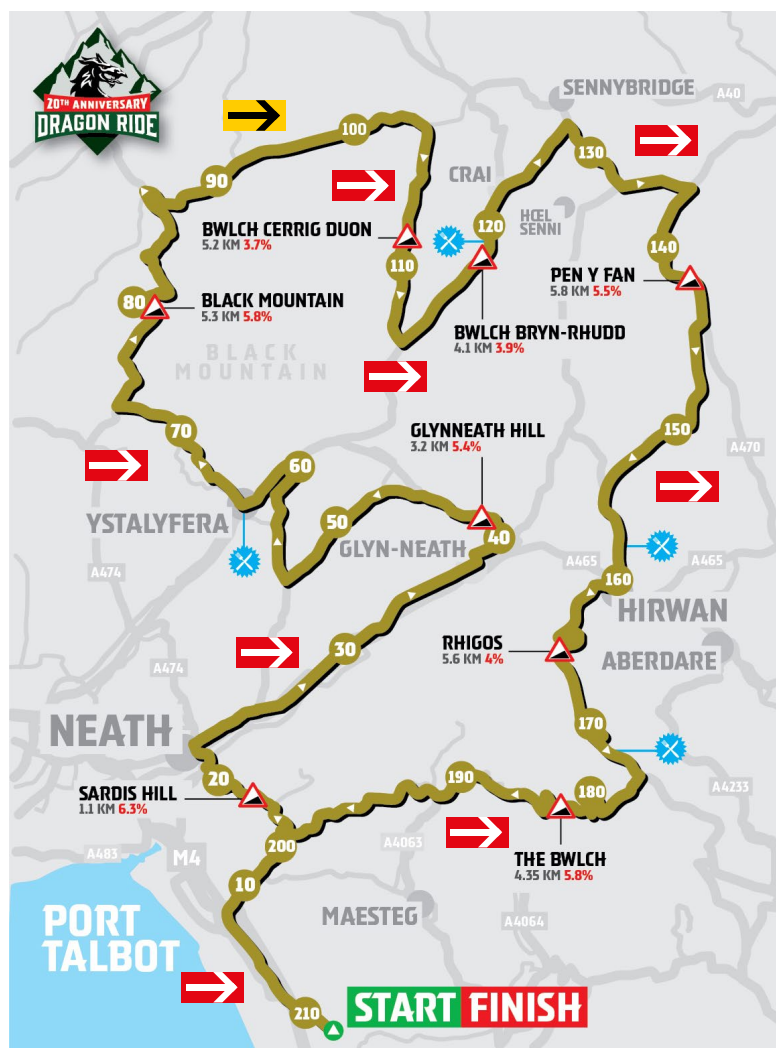 20TH ANNIVERSARY
DRAGON RIDE
SENNYBRIDGE
A40
100
130
CRAI
90
HŒL
SENNI
120
BWLCH CERRIG DUON
5.2 KM 3.7%
140
110
PEN Y FAN
5.8 KM 5.5%
80
BLACK MOUNTAIN
5.3 KM 5.8%
BWLCH BRYN-RHUDD
4.1 KM 3.9%
BLACK
MOUNTAIN
70
GLYNNEATH HILL
3.2 KM 5.4%
150
A470
60
YSTALYFERA
50
40
GLYN-NEATH
A465
A465
A474
160
HIRWAN
30
RHIGOS
5.6 KM 4%
ABERDARE
A474
NEATH
170
20
190
180
A4233
SARDIS HILL
1.1 KM 6.3%
200
A4063
A483
M4
THE BWLCH
4.35 KM 5.8%
10
PORT
TALBOT
MAESTEG
A4064
210
START FINISH